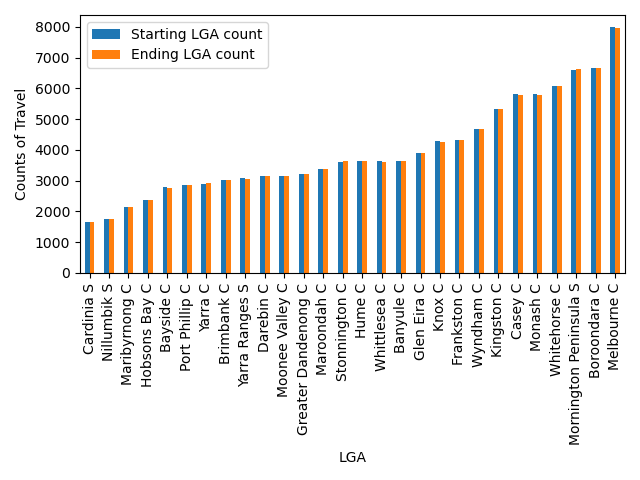 Starting LGA count
Ending LGA count
Counts of Travel
8000
7000
6000
5000
4000
3000
2000
1000
0
Cardinia S
Nillumbik S
Maribyrnong C
Hobsons Bay C
Bayside C
Port Phillip C
Yarra C
Brimbank C
Yarra Ranges S
Darebin C
Moonee Valley C
Greater Dandenong C
Maroondah C
Stonnington C
Hume C
Whittlesea C
Banyule C
Glen Eira C
Knox C
Frankston C
Wyndham C
Kingston C
Casey C
Monash C
Whitehorse C
Mornington Peninsula S
Boroondara C
Melbourne C
LGA